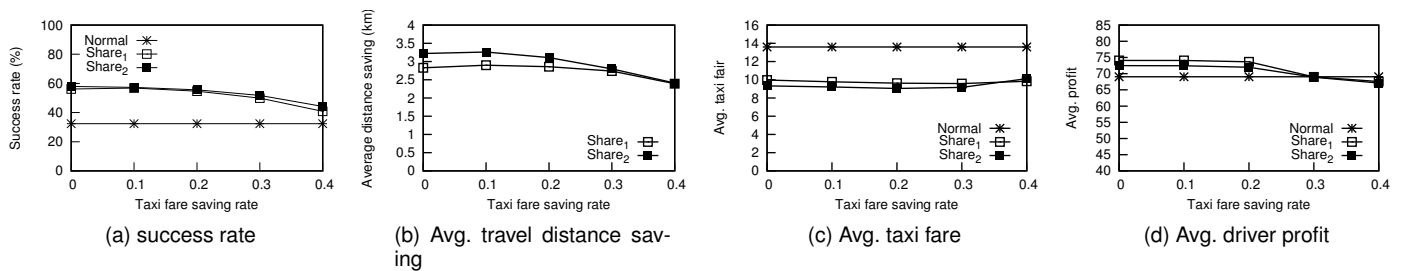 100
80
60
40
20
0
Success rate (%)
Normal
Share1
Share2
0 0.1 0.2 0.3 0.4
Taxi fare saving rate
(a) success rate
4
3.5
3
2.5
2
1.5
1
0.5
0
Average distance saving (km)
Share1
Share2
0 0.1 0.2 0.3 0.4
Taxi fare saving rate
(b) Avg. travel distance sav-
ing
16
14
12
10
8
6
4
2
0
Avg. taxi fair
Normal
Share1
Share2
0 0.1 0.2 0.3 0.4
Taxi fare saving rate
(c) Avg. taxi fare
85
80
75
70
65
60
55
50
45
40
Avg. profit
Normal
Share1
Share2
0 0.1 0.2 0.3 0.4
Taxi fare saving rate
(d) Avg. driver profit